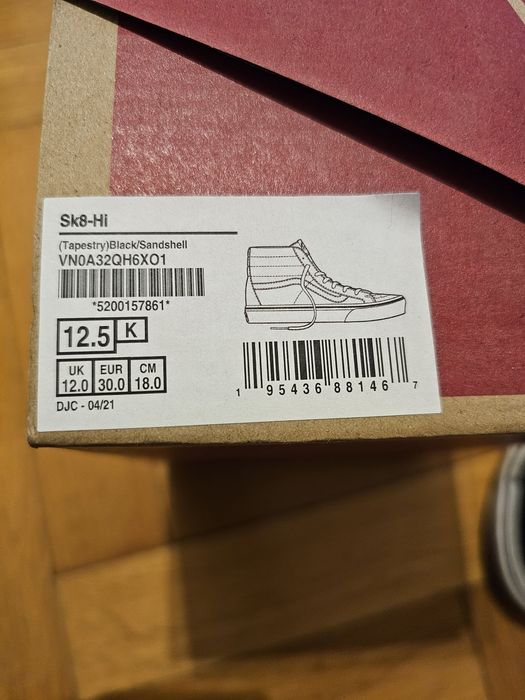 Sk8-Hi
(Tapestry)Black/Sandshell
VN0A32QH6XO1
*5200157861*
12.5 K
UK EUR CM
12.0 30.0 18.0
DJC - 04/21
1 95436 88146 7